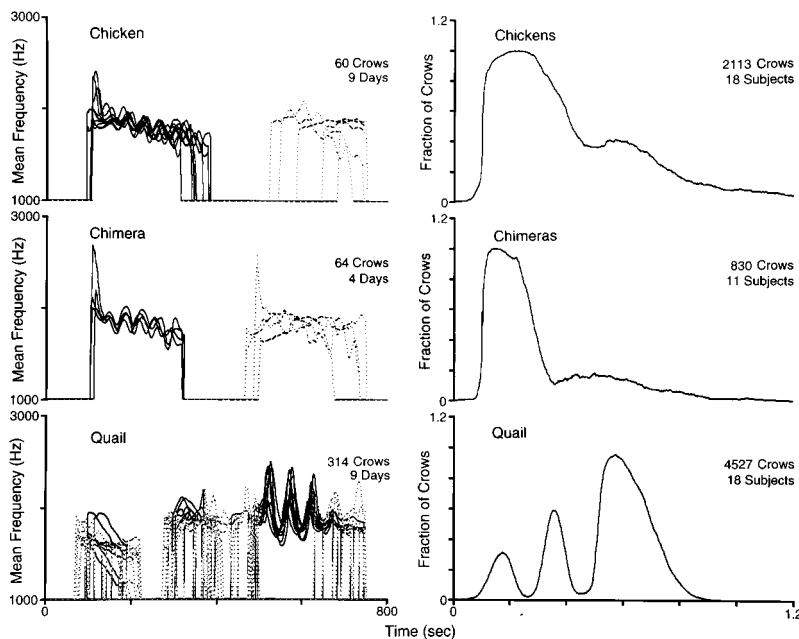 3000
Mean Frequency (Hz)
Chicken
60 Crows
9 Days
1000
1.2
Fraction of Crows
Chickens
2113 Crows
18 Subjects
0
Mean Frequency (Hz)
3000
Chimera
64 Crows
4 Days
1000
1.2
Fraction of Crows
Chimeras
830 Crows
11 Subjects
0
3000
Mean Frequency (Hz)
Quail
314 Crows
9 Days
1000
0
800
1.2
Fraction of Crows
Quail
4527 Crows
18 Subjects
0
0
1.2
Time (sec)